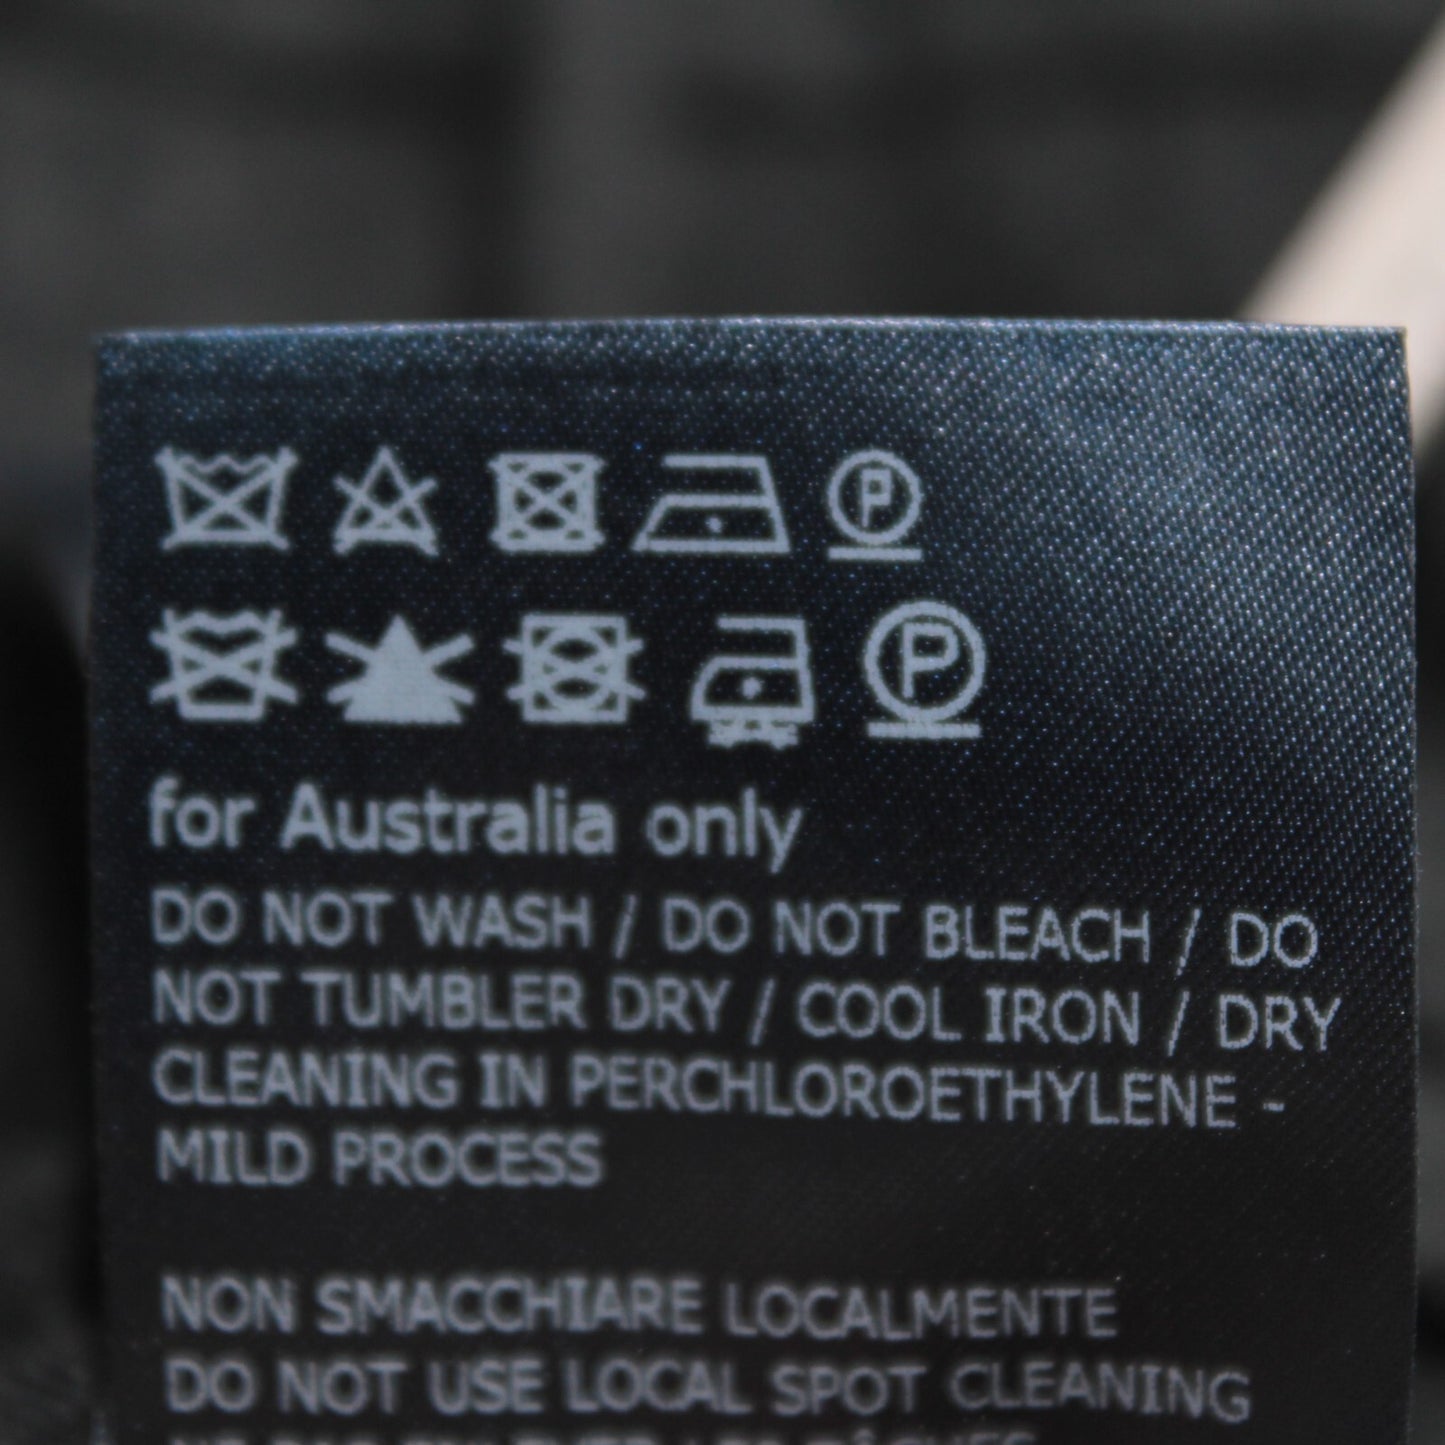 P
P
for Australia only
DO NOT WASH / DO NOT BLEACH / DO
NOT TUMBLER DRY / COOL IRON / DRY
CLEANING IN PERCHLOROETHYLENE -
MILD PROCESS
NON SMACCHIARE LOCALMENTE
DO NOT USE LOCAL SPOT CLEANING